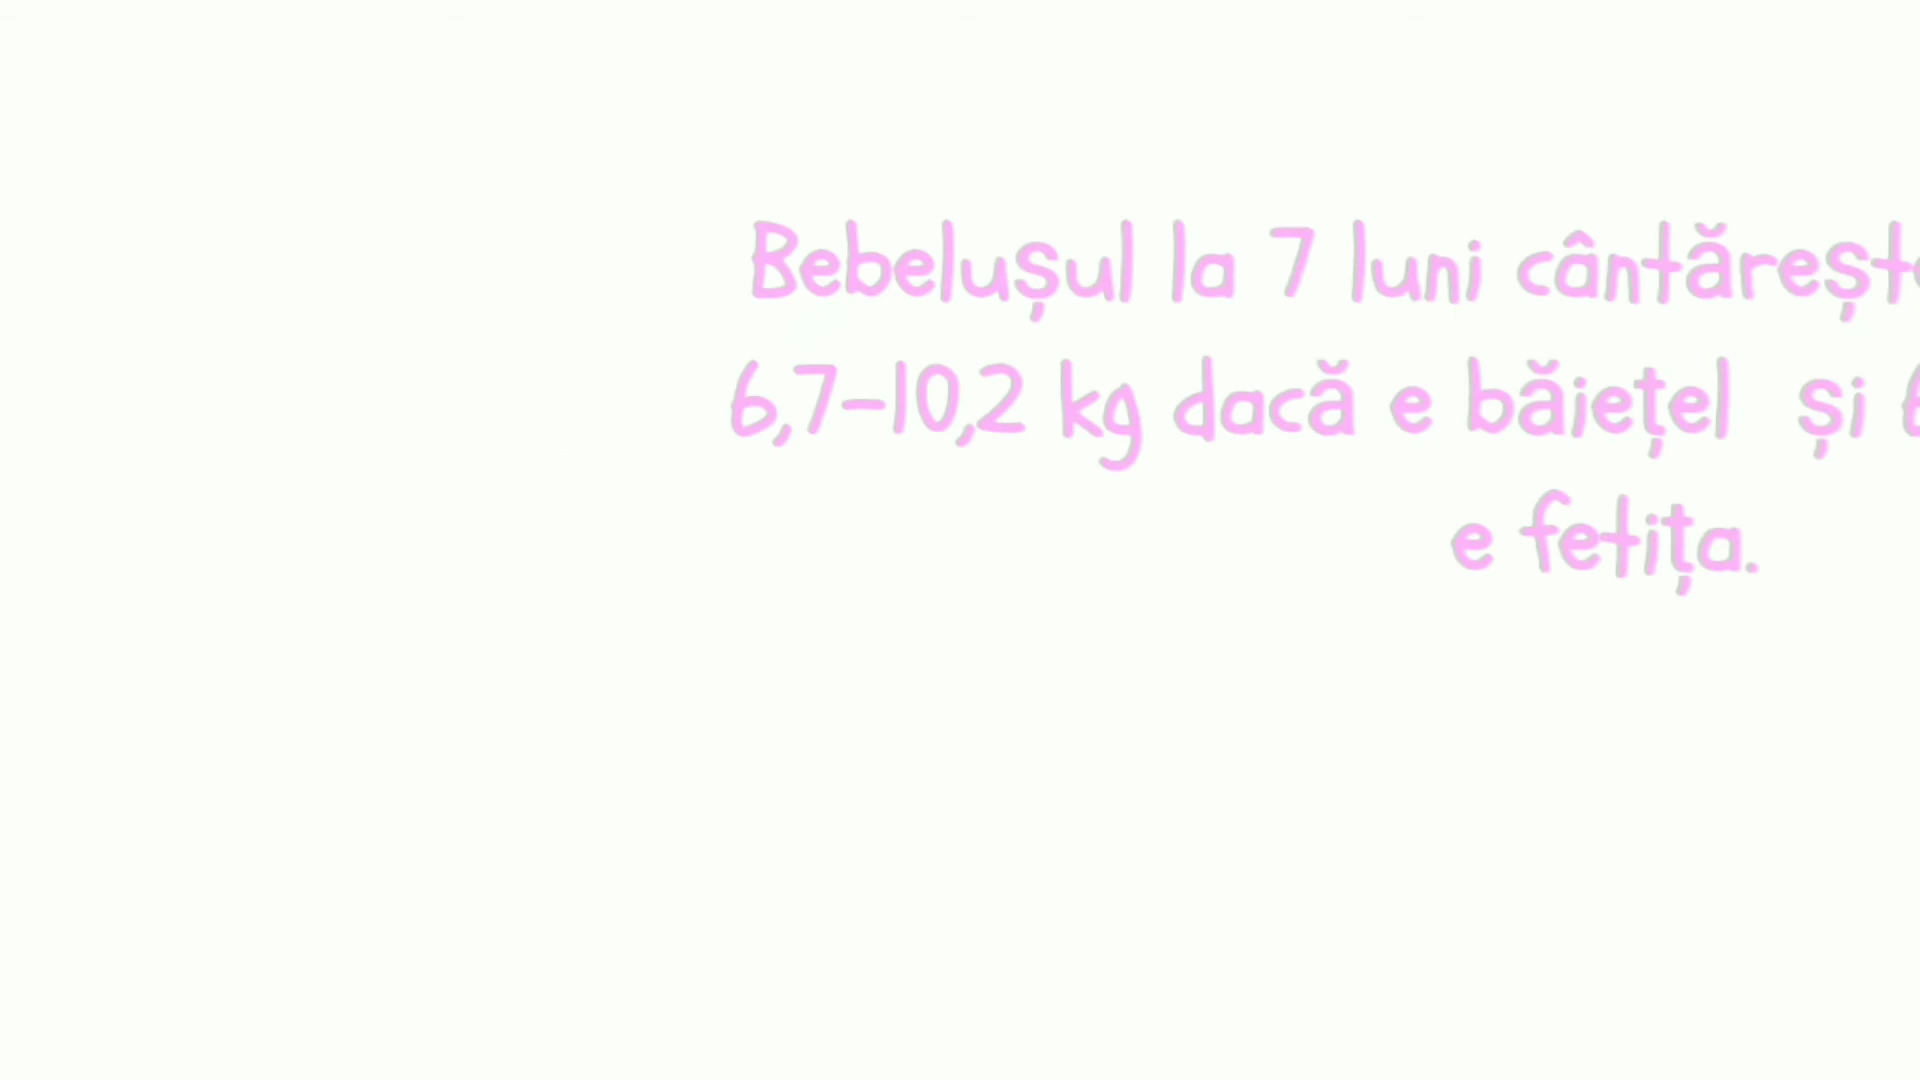 Bebelușul la 7 luni cântărește
6,7-10,2 kg dacă e băiețel și
e fetița.